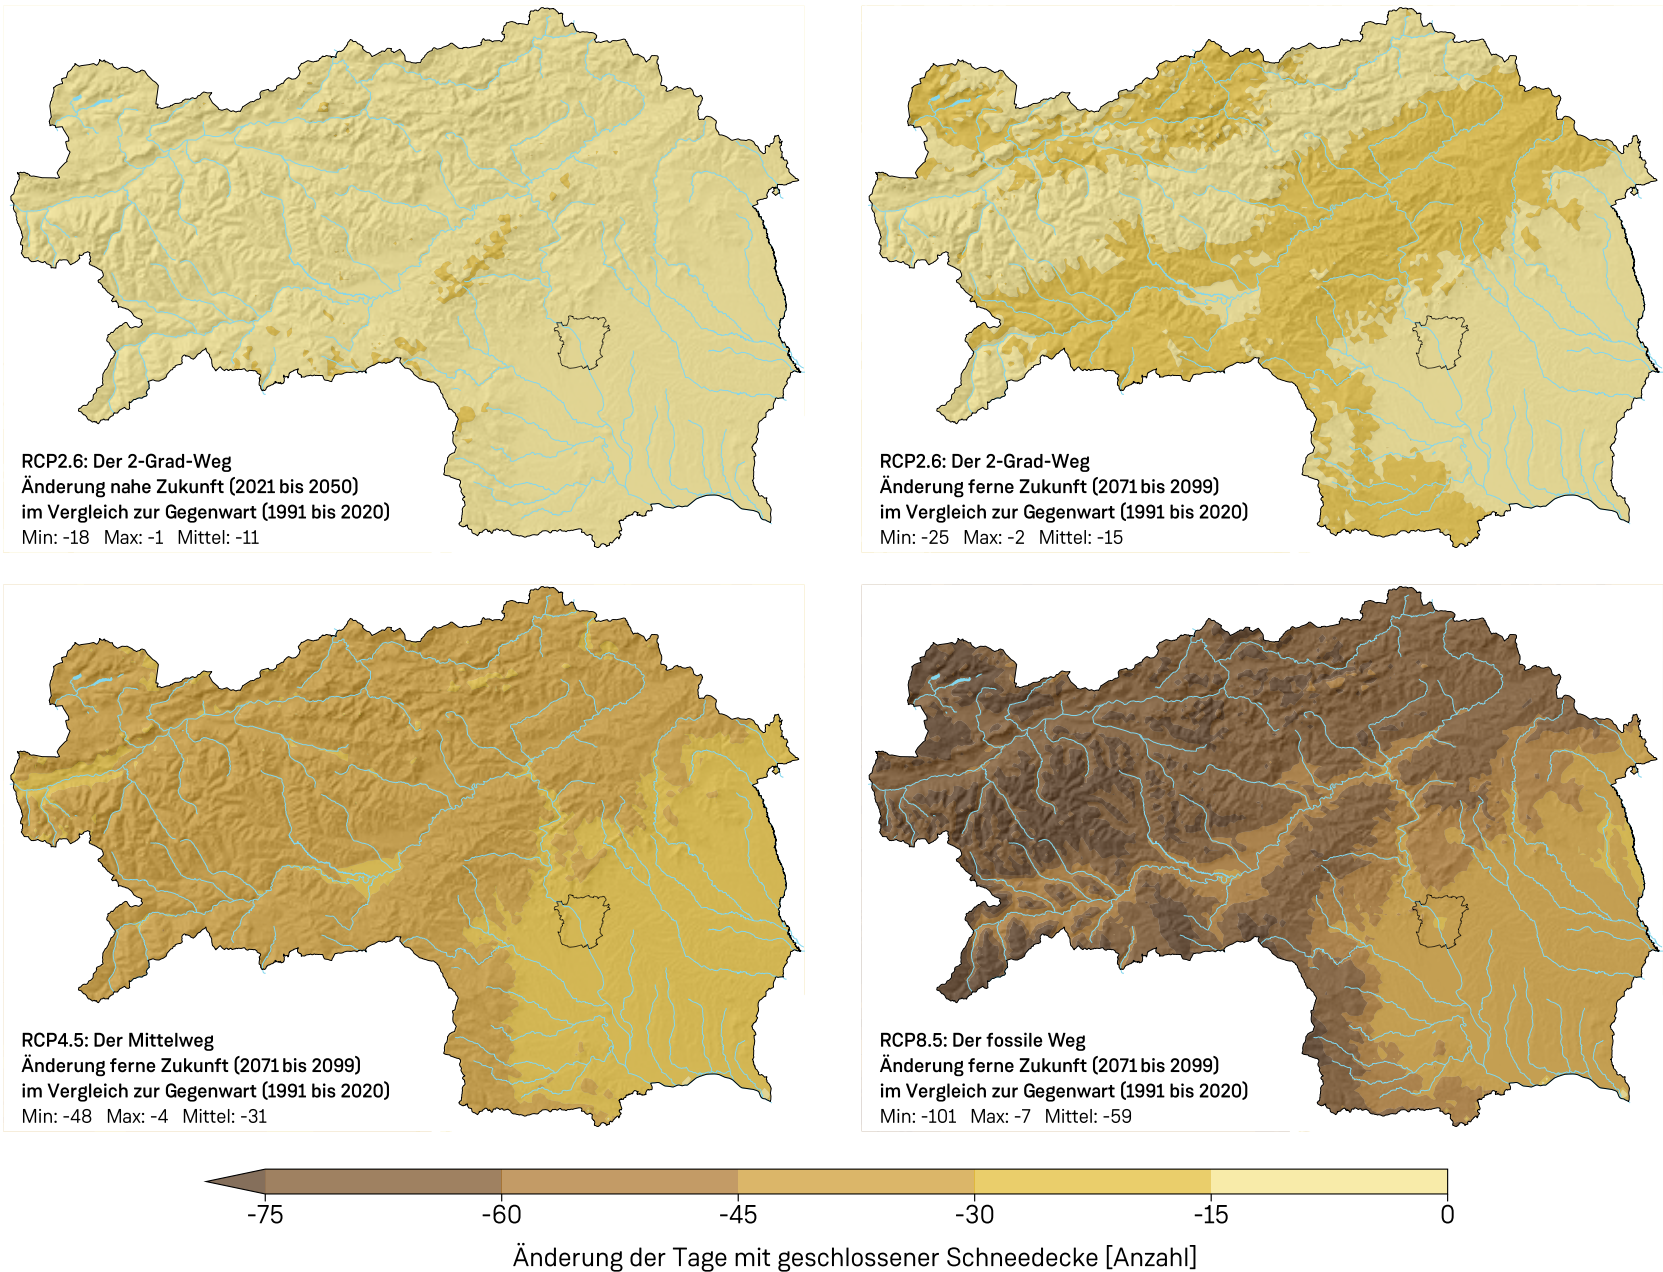 RCP2.6: Der 2-Grad-Weg
Änderung nahe Zukunft (2021 bis 2050)
im Vergleich zur Gegenwart (1991 bis 2020)
Min: -18 Max: -1 Mittel: -11
RCP2.6: Der 2-Grad-Weg
Änderung ferne Zukunft (2071 bis 2099)
im Vergleich zur Gegenwart (1991 bis 2020)
Min: -25 Max: -2 Mittel: -15
RCP4.5: Der Mittelweg
Änderung ferne Zukunft (2071 bis 2099)
im Vergleich zur Gegenwart (1991 bis 2020)
Min: -48 Max: -4 Mittel: -31
RCP8.5: Der fossile Weg
Änderung ferne Zukunft (2071 bis 2099)
im Vergleich zur Gegenwart (1991 bis 2020)
Min: -101 Max: -7 Mittel: -59
-75 -60 -45 -30 -15 0
Änderung der Tage mit geschlossener Schneedecke [Anzahl]